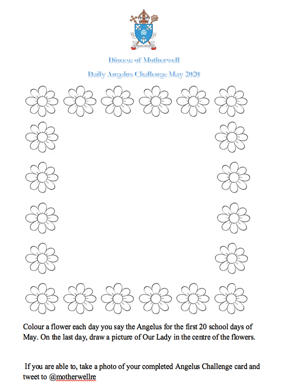 Diocese of Motherwell
Daily Angelus Challenge May 2020
Colour a flower each day you say the Angelus for the first 20 school days of
May. On the last day, draw a picture of Our Lady in the centre of the flowers.
If you are able to, take a photo of your completed Angelus Challenge card and
tweet to @motherwellre